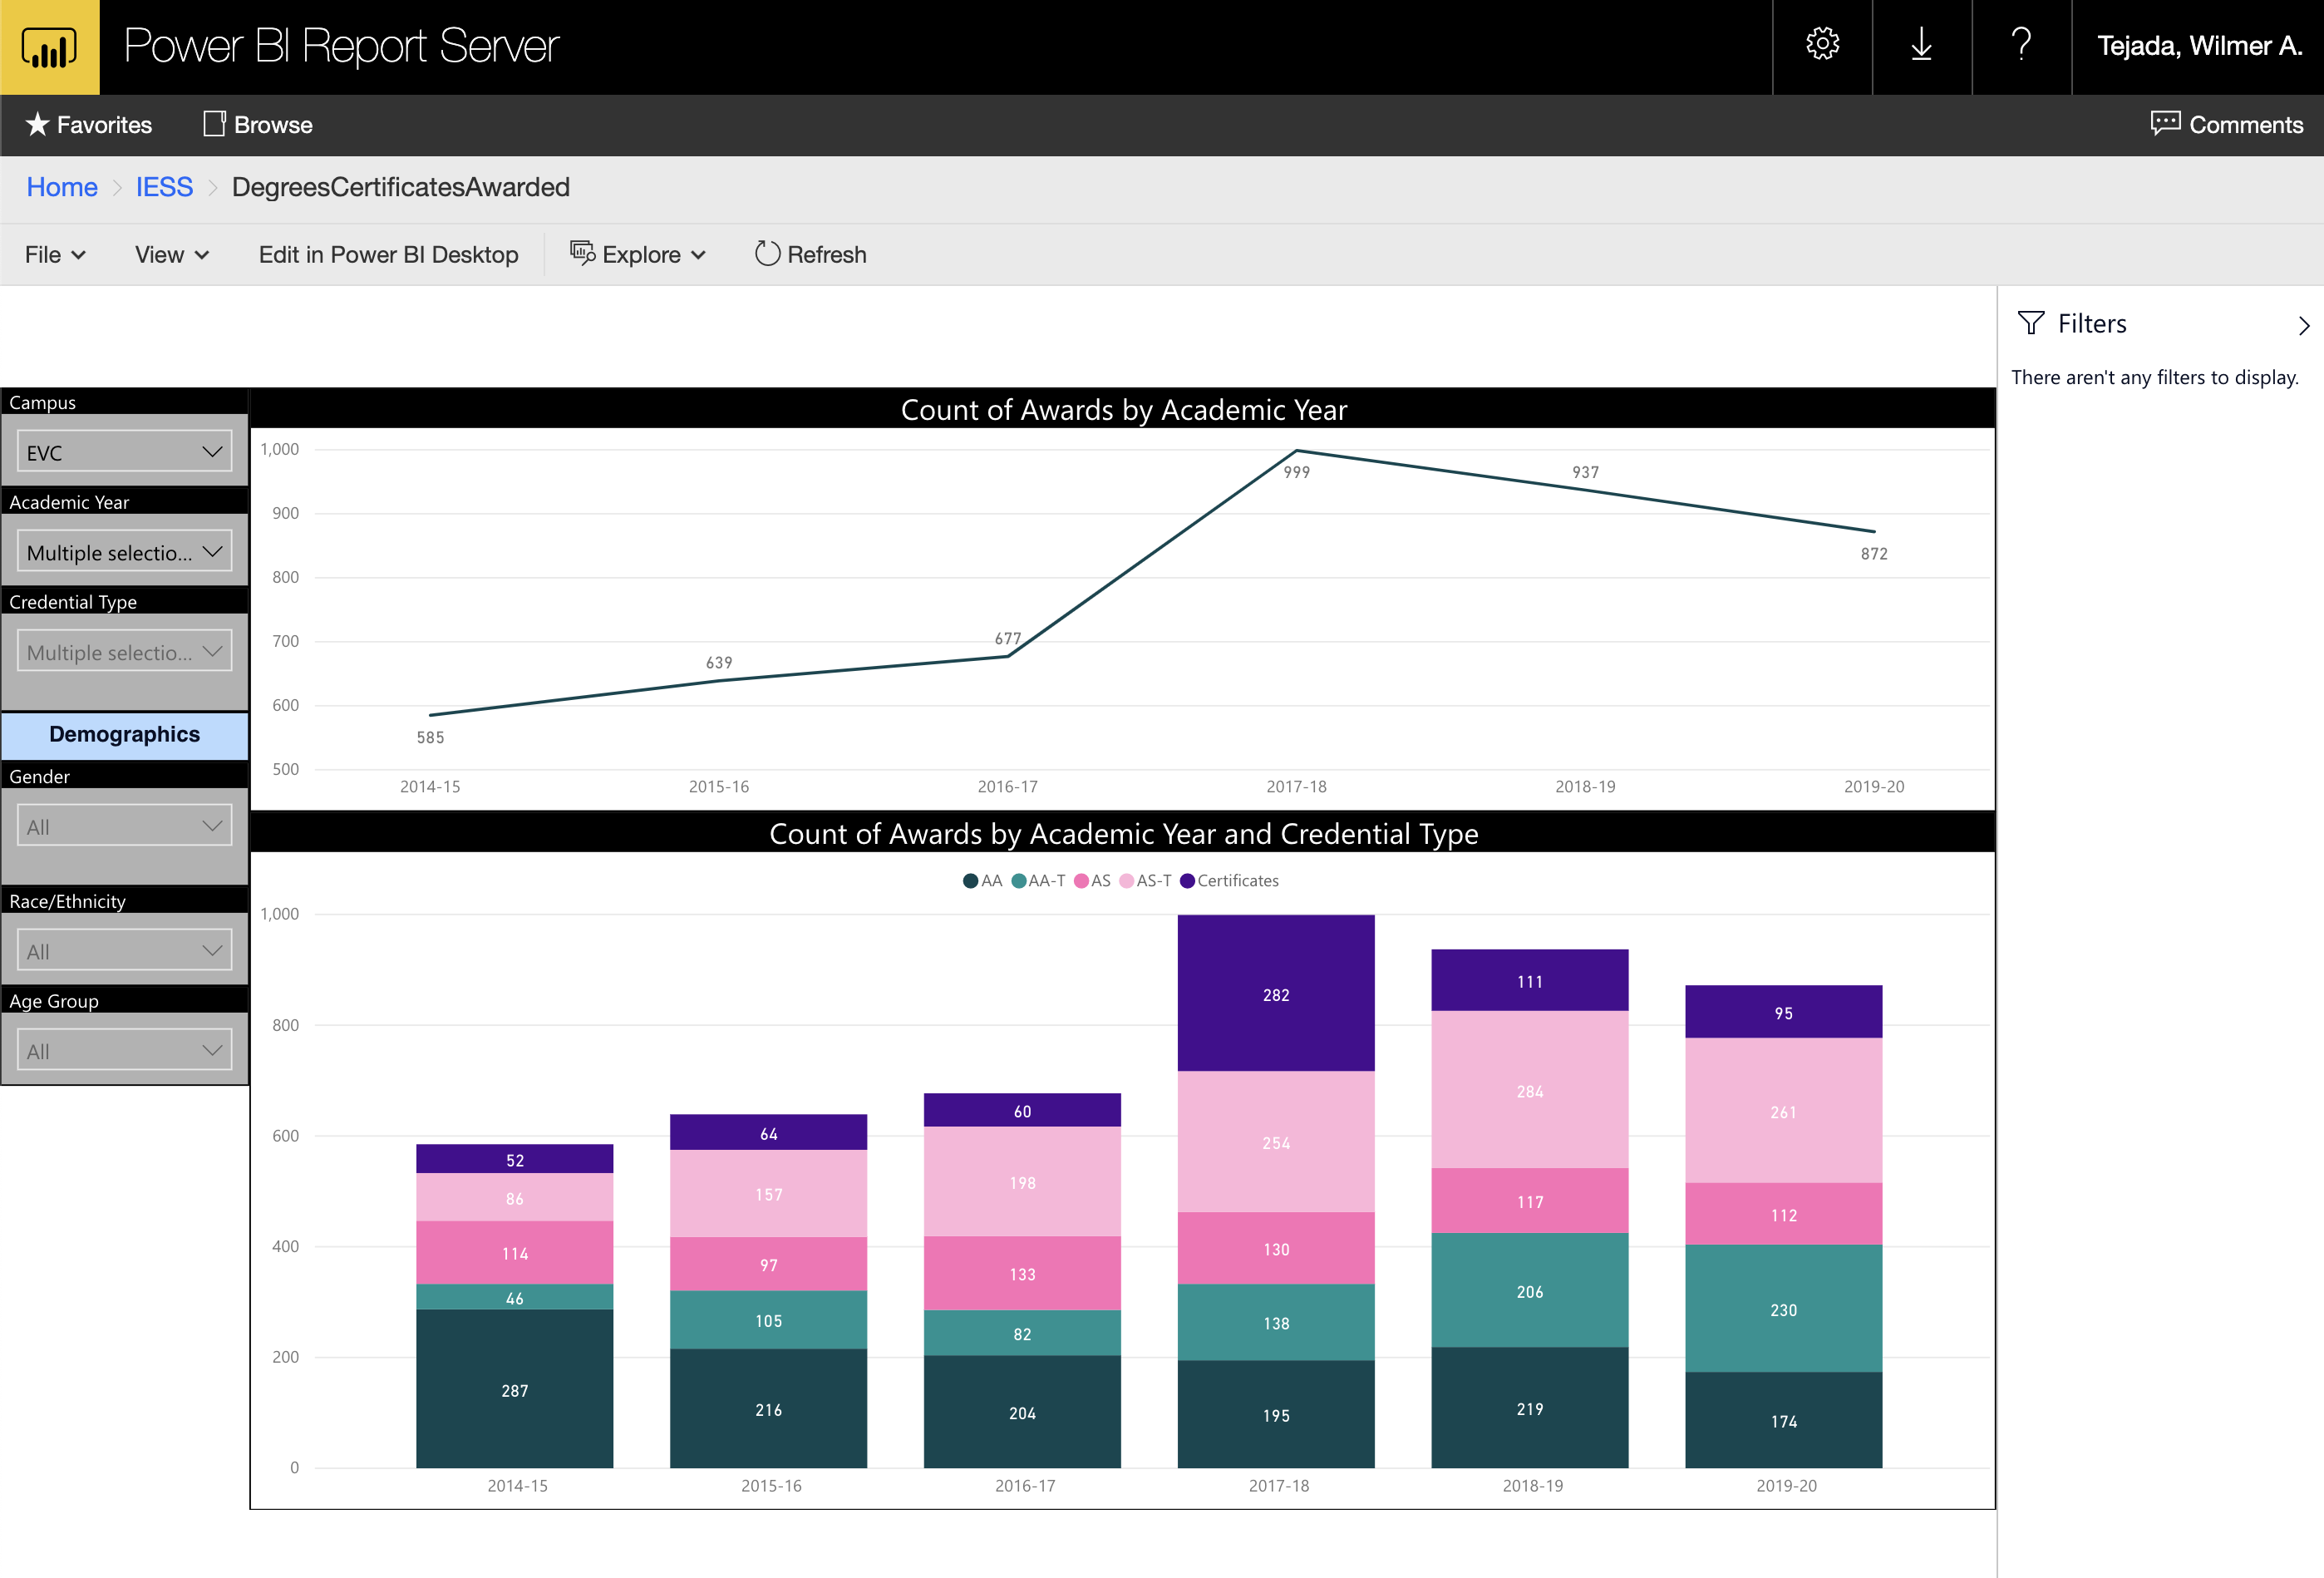 Power BI Report Server
Tejada, Wilmer A.
Favorites
Browse
Comments
Home > IESS > DegreesCertificatesAwarded
File
View
Edit in Power BI Desktop
Explore
Refresh
Filters
There aren't any filters to display.
Campus
EVC
Academic Year
Multiple selectio...
Credential Type
Multiple selectio...
Demographics
Gender
All
Race/Ethnicity
All
Age Group
All
Count of Awards by Academic Year
1,000
900
800
700
600
500
585
639
677
999
937
872
2014-15 2015-16 2016-17 2017-18 2018-19 2019-20
Count of Awards by Academic Year and Credential Type
AA AA-T AS AS-T Certificates
1,000
800
600
400
200
0
52
86
114
46
287
64
157
97
105
216
60
198
133
82
204
282
254
130
138
195
111
284
117
206
219
95
261
112
230
174
2014-15 2015-16 2016-17 2017-18 2018-19 2019-20